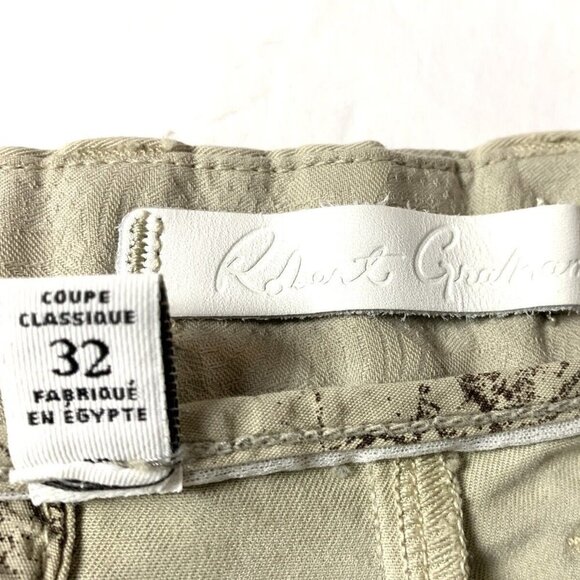 Robert Graham
COUPE
CLASSIQUE
32
FABRIQUÉ
EN ÉGYPTE